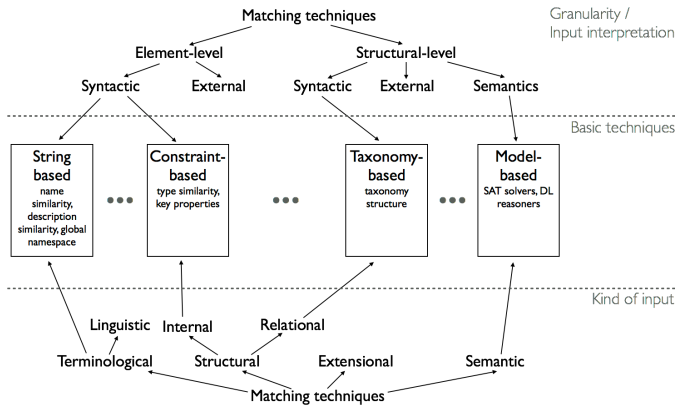 Matching techniques
Granularity /
Input interpretation
Element-level
Structural-level
Syntactic
External
Syntactic
External
Semantics
Basic techniques
String
based
name
similarity,
description
similarity, global
namespace
Constraint-
based
type similarity,
key properties
Taxonomy-
based
taxonomy
structure
Model-
based
SAT solvers, DL
reasoners
Kind of input
Linguistic
Internal
Relational
Terminological
Structural
Extensional
Semantic
Matching techniques